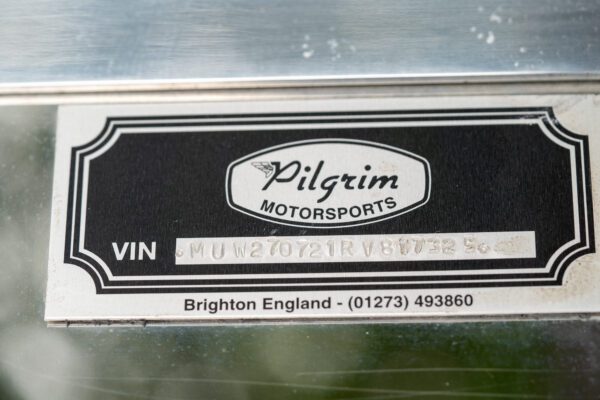 Pilgrim
MOTORSPORTS
VIN
Brighton England - (01273) 493860